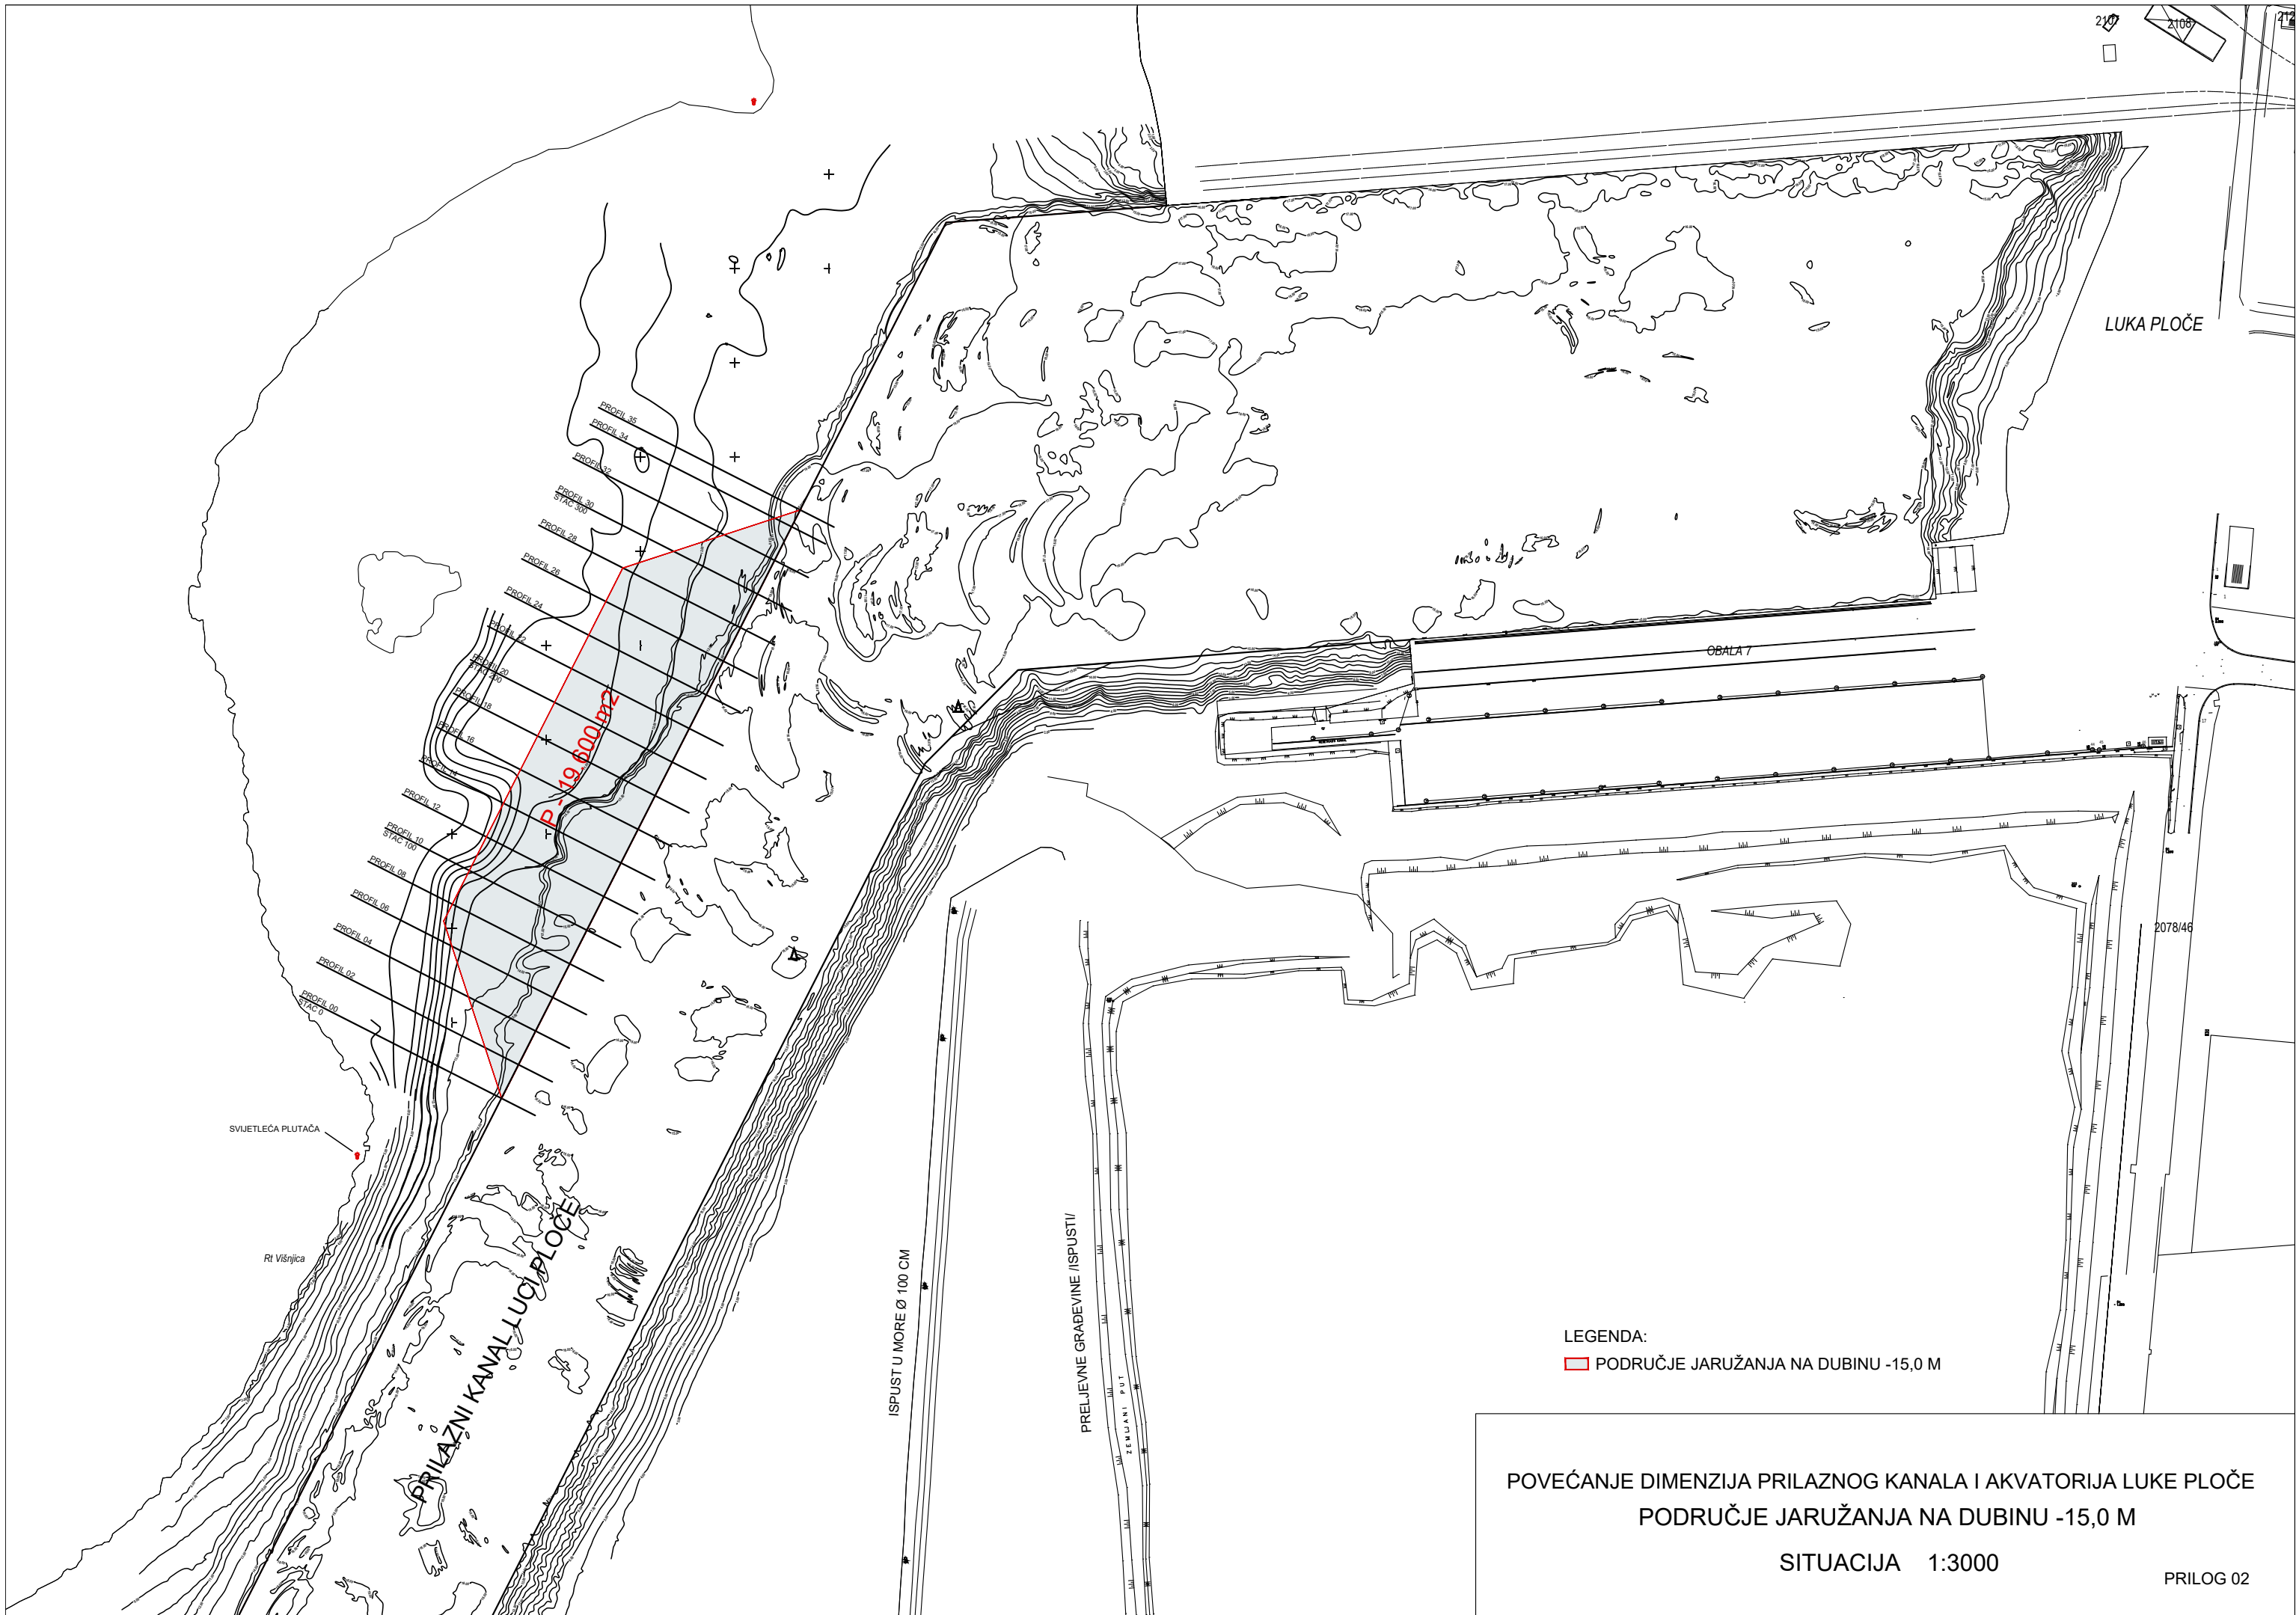 2107
2108
212
LUKA PLOČE
PROFIL 35
PROFIL 34
PROFIL 32
PROFIL 30
STAC 300
PROFIL 28
PROFIL 26
PROFIL 24
PROFIL 22
PROFIL 20
STAC 200
PROFIL 18
PROFIL 16
PROFIL 14
PROFIL 12
PROFIL 10
STAC 100
PROFIL 08
PROFIL 06
PROFIL 04
PROFIL 02
PROFIL 00
STAC 0
P - 19.600 m2
OBALA 7
2078/46
SVIJETLEĆA PLUTAČA
Rt Višnjica
PRILAZNI KANAL LUCI PLOČE
ISPUST U MORE Ø 100 CM
PRELJEVNE GRAĐEVINE /ISPUSTI/
ZEMLJANI PUT
LEGENDA:
PODRUČJE JARUŽANJA NA DUBINU -15,0 M
POVEĆANJE DIMENZIJA PRILAZNOG KANALA I AKVATORIJA LUKE PLOČE
PODRUČJE JARUŽANJA NA DUBINU -15,0 M
SITUACIJA 1:3000
PRILOG 02